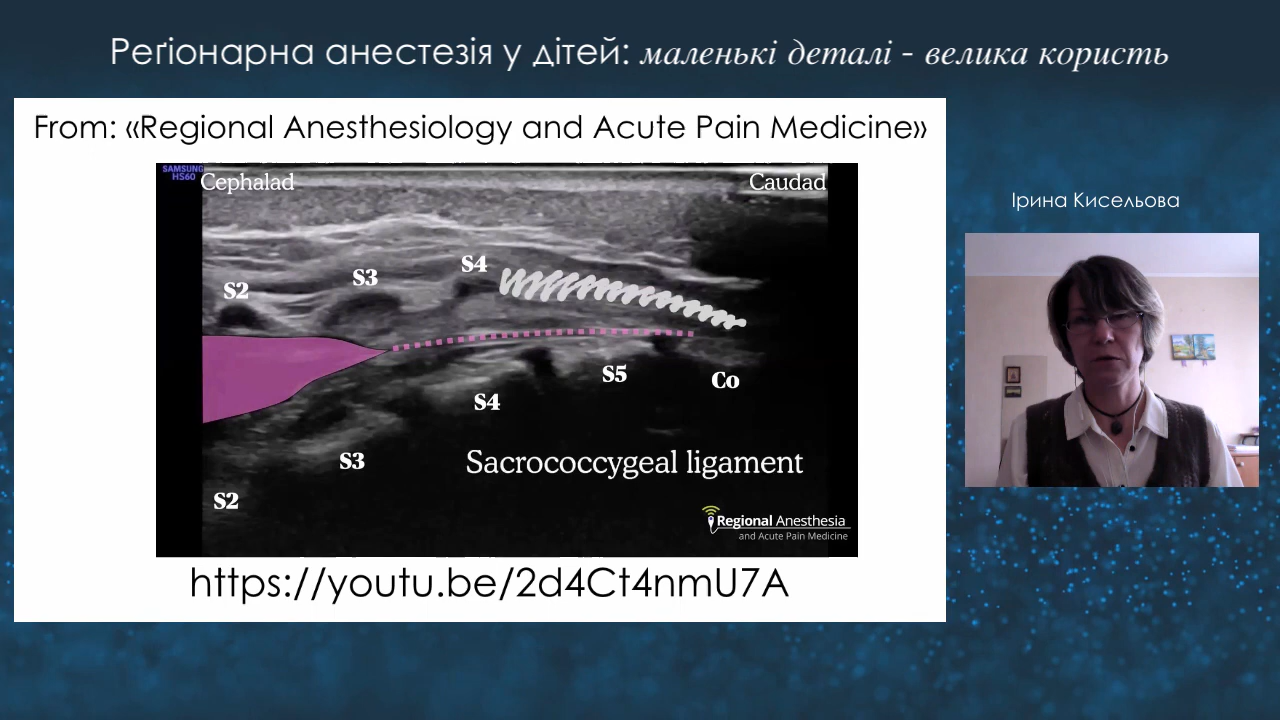 Реґіонарна анестезія у дітей: маленькі деталі - велика користь
From: «Regional Anesthesiology and Acute Pain Medicine»
SAMSUNG
HS60
Cephalad
Caudad
S2
S3
S4
S5
Co
S4
S3
S2
Sacrococcygeal ligament
Regional Anesthesia
and Acute Pain Medicine
https://youtu.be/2d4Ct4nmU7A
Ірина Кисельова